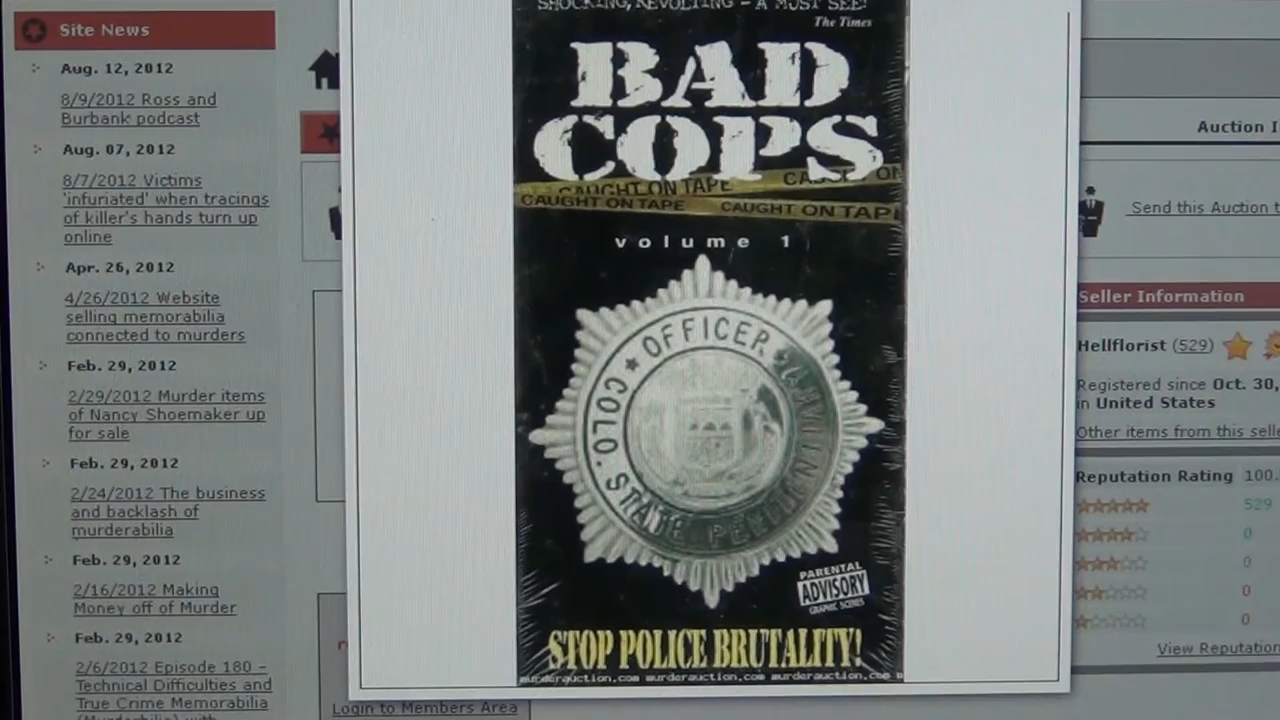 Site News
Aug. 12, 2012
8/9/2012 Ross and
Burbank podcast
Aug. 07, 2012
8/7/2012 Victims
'infuriated' when tracings
of killer's hands turn up
online
Apr. 26, 2012
4/26/2012 Website
selling memorabilia
connected to murders
Feb. 29, 2012
2/29/2012 Murder items
of Nancy Shoemaker up
for sale
Feb. 29, 2012
2/24/2012 The business
and backlash of
murderabilia
Feb. 29, 2012
2/16/2012 Making
Money off of Murder
Feb. 29, 2012
2/6/2012 Episode 180 –
Technical Difficulties and
True Crime Memorabilia
SHOCKING, REVOLTING - A MUST SEE!
The Times
BAD
COPS
CAUGHT ON TAPE
CAUGHT ON TAPE CAUGHT ON TAPE
volume 1
OFFICER
COLO. STATE PENITENTIARY
PARENTAL
ADVISORY
GRAPHIC SCENES
STOP POLICE BRUTALITY!
murderauction.com murderauction.com murderauction.com
Login to Members Area
Auction I
Send this Auction t
Seller Information
Hellflorist (529)
Registered since Oct. 30,
in United States
Other items from this selle
Reputation Rating 100.
529
0
0
0
0
View Reputation